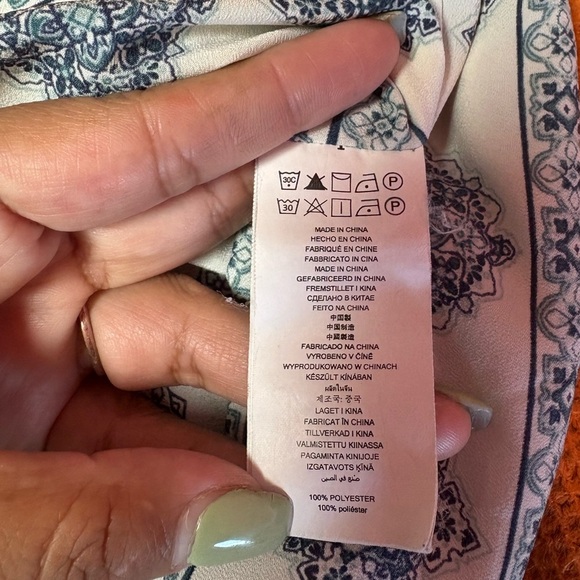 30C P
30 P
MADE IN CHINA
HECHO EN CHINA
FABRIQUÉ EN CHINE
FABBRICATO IN CINA
MADE IN CHINA
GEFABRICEERD IN CHINA
FREMSTILLET I KINA
СДЕЛАНО В КИТАЕ
FEITO NA CHINA
中国製
中国制造
中國製造
FABRICADO NA CHINA
VYROBENO V ČÍNĚ
WYPRODUKOWANO W CHINACH
KÉSZÜLT KÍNÁBAN
ผลิตในจีน
제조국: 중국
LAGET I KINA
FABRICAT ÎN CHINA
TILLVERKAD I KINA
VALMISTETTU KIINASSA
PAGAMINTA KINIJOJE
IZGATAVOTS ĶĪNĀ
صنع في الصين
100% POLYESTER
100% poliéstar